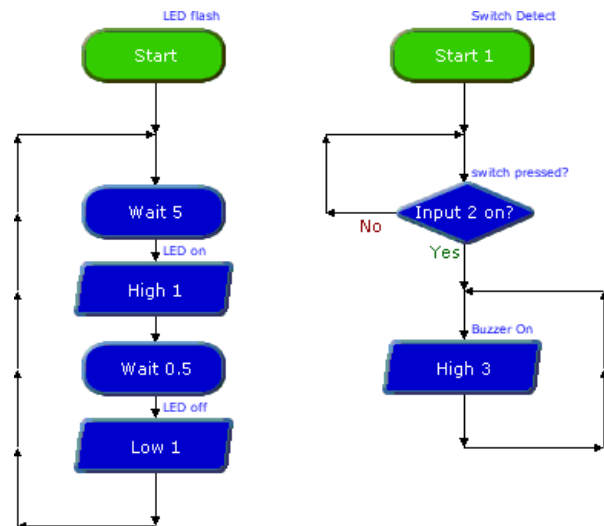 LED flash
Start
Wait 5
LED on
High 1
Wait 0.5
LED off
Low 1
Switch Detect
Start 1
switch pressed?
Input 2 on?
No
Yes
Buzzer On
High 3